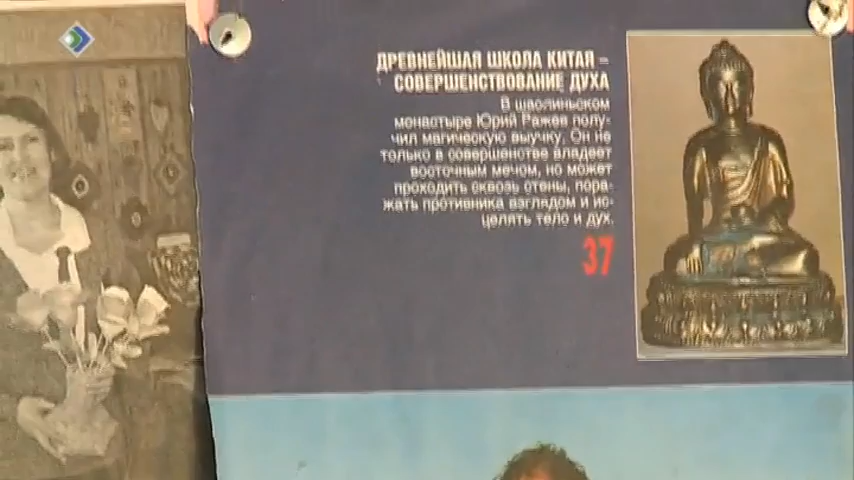 ДРЕВНЕЙШАЯ ШКОЛА КИТАЯ –
СОВЕРШЕНСТВОВАНИЕ ДУХА
В шаолиньском
монастыре Юрий Ражев полу-
чил магическую выучку. Он не
только в совершенстве владеет
восточным мечом, но может
проходить сквозь стены, пора-
жать противника взглядом и ис-
целять тело и дух.
37